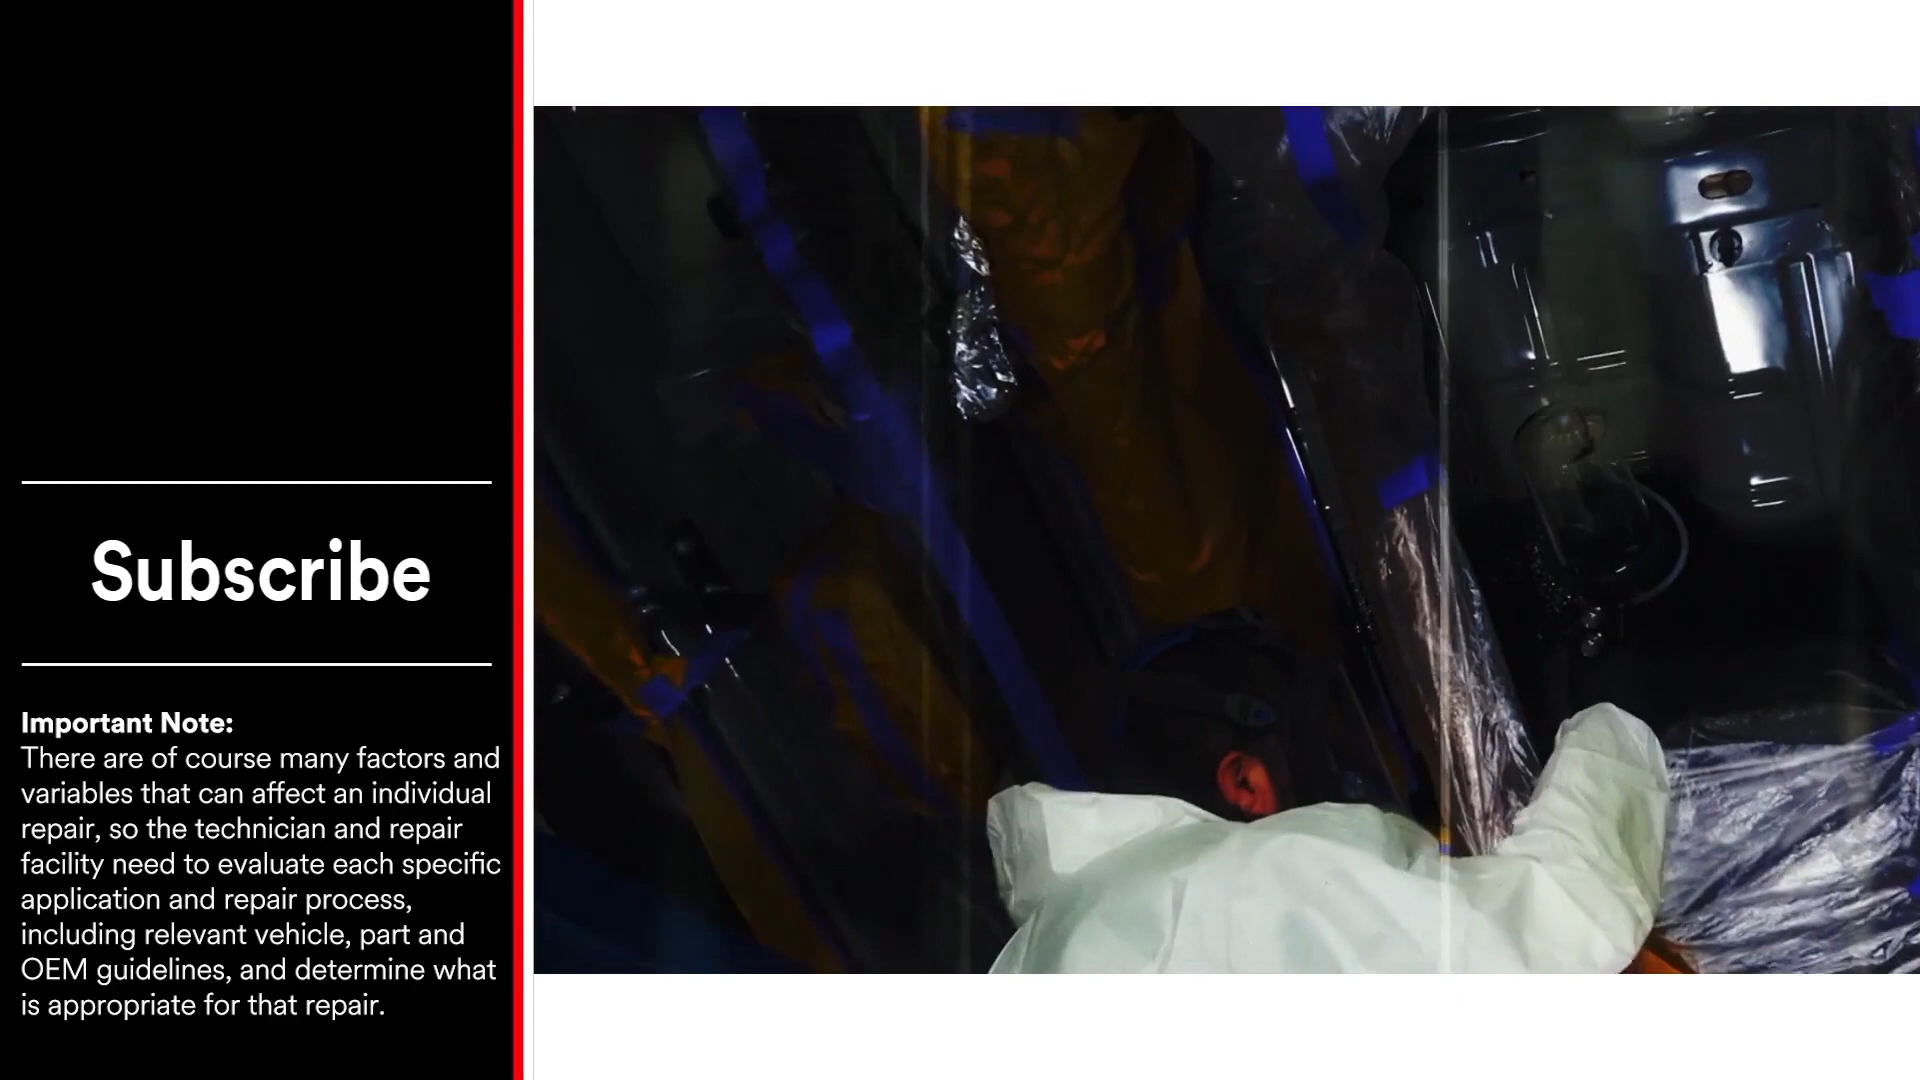 Subscribe
Important Note:
There are of course many factors and
variables that can affect an individual
repair, so the technician and repair
facility need to evaluate each specific
application and repair process,
including relevant vehicle, part and
OEM guidelines, and determine what
is appropriate for that repair.